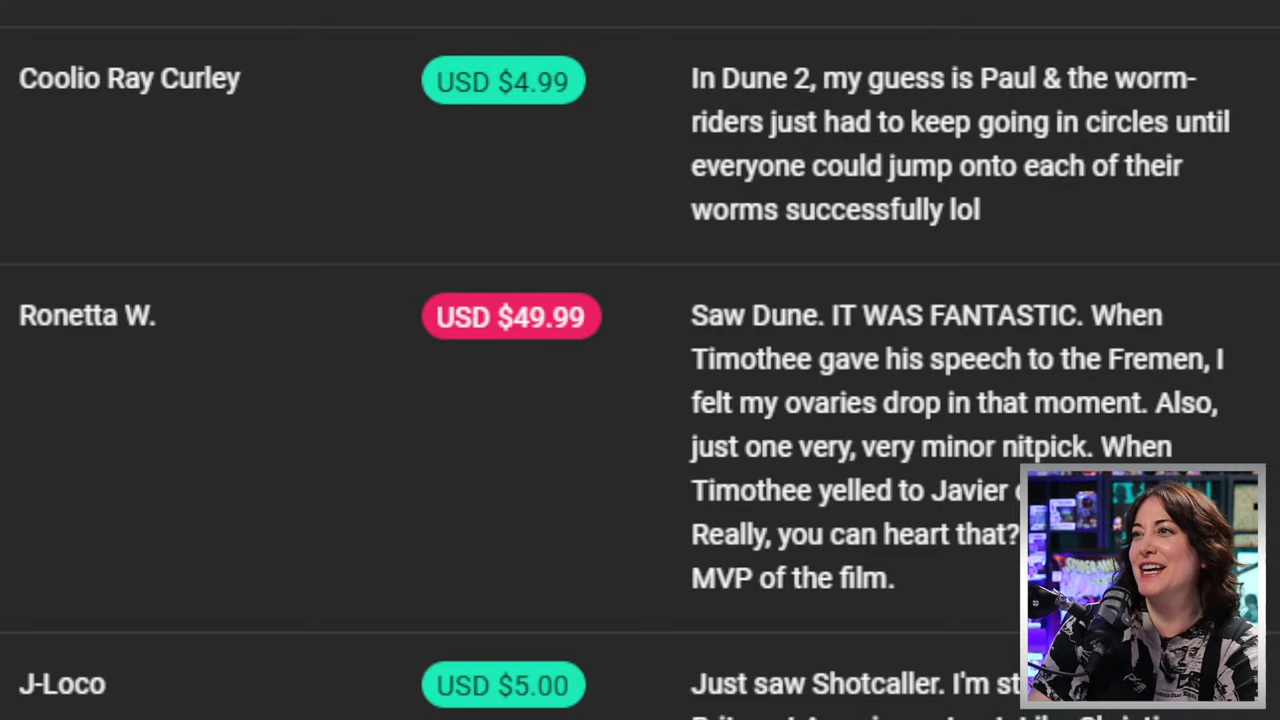 Coolio Ray Curley
USD $4.99
In Dune 2, my guess is Paul & the worm-
riders just had to keep going in circles until
everyone could jump onto each of their
worms successfully lol
Ronetta W.
USD $49.99
Saw Dune. IT WAS FANTASTIC. When
Timothee gave his speech to the Fremen, I
felt my ovaries drop in that moment. Also,
just one very, very minor nitpick. When
Timothee yelled to Javier
Really, you can heart that?
MVP of the film.
J-Loco
USD $5.00
Just saw Shotcaller. I'm